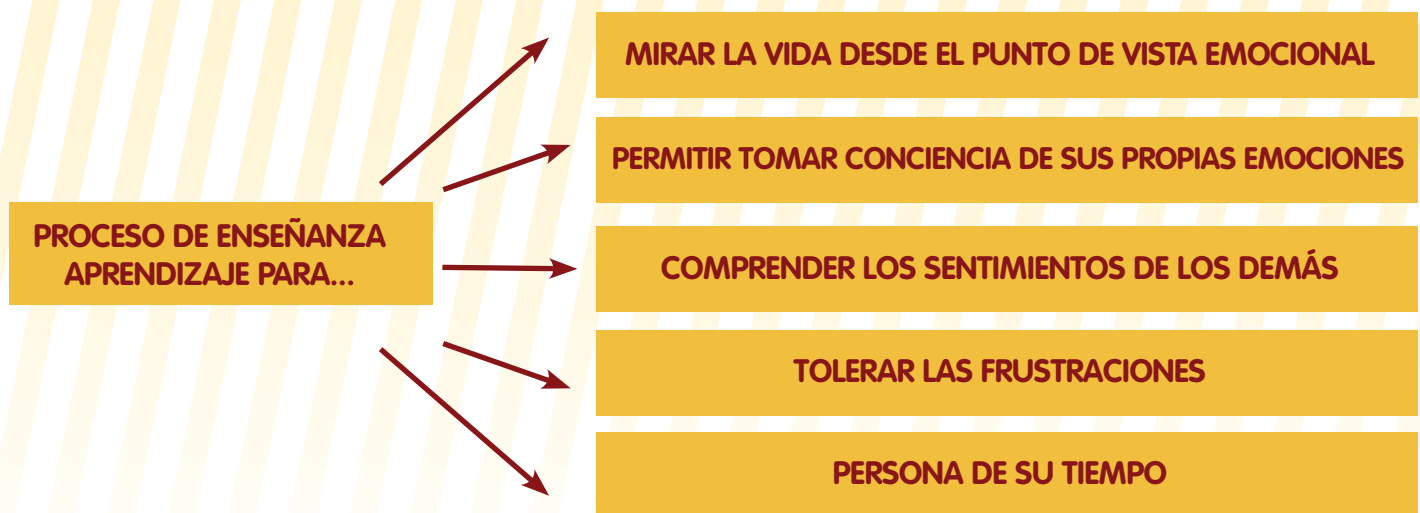 PROCESO DE ENSEÑANZA
APRENDIZAJE PARA...
MIRAR LA VIDA DESDE EL PUNTO DE VISTA EMOCIONAL
PERMITIR TOMAR CONCIENCIA DE SUS PROPIAS EMOCIONES
COMPRENDER LOS SENTIMIENTOS DE LOS DEMÁS
TOLERAR LAS FRUSTRACIONES
PERSONA DE SU TIEMPO